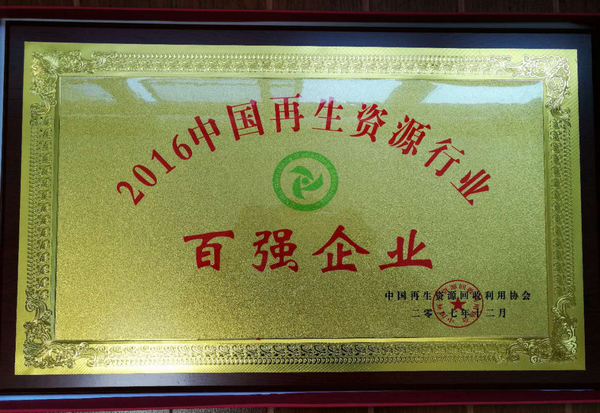 2016中国再生资源行业
百强企业
中国再生资源回收利用协会
二零一七年十二月